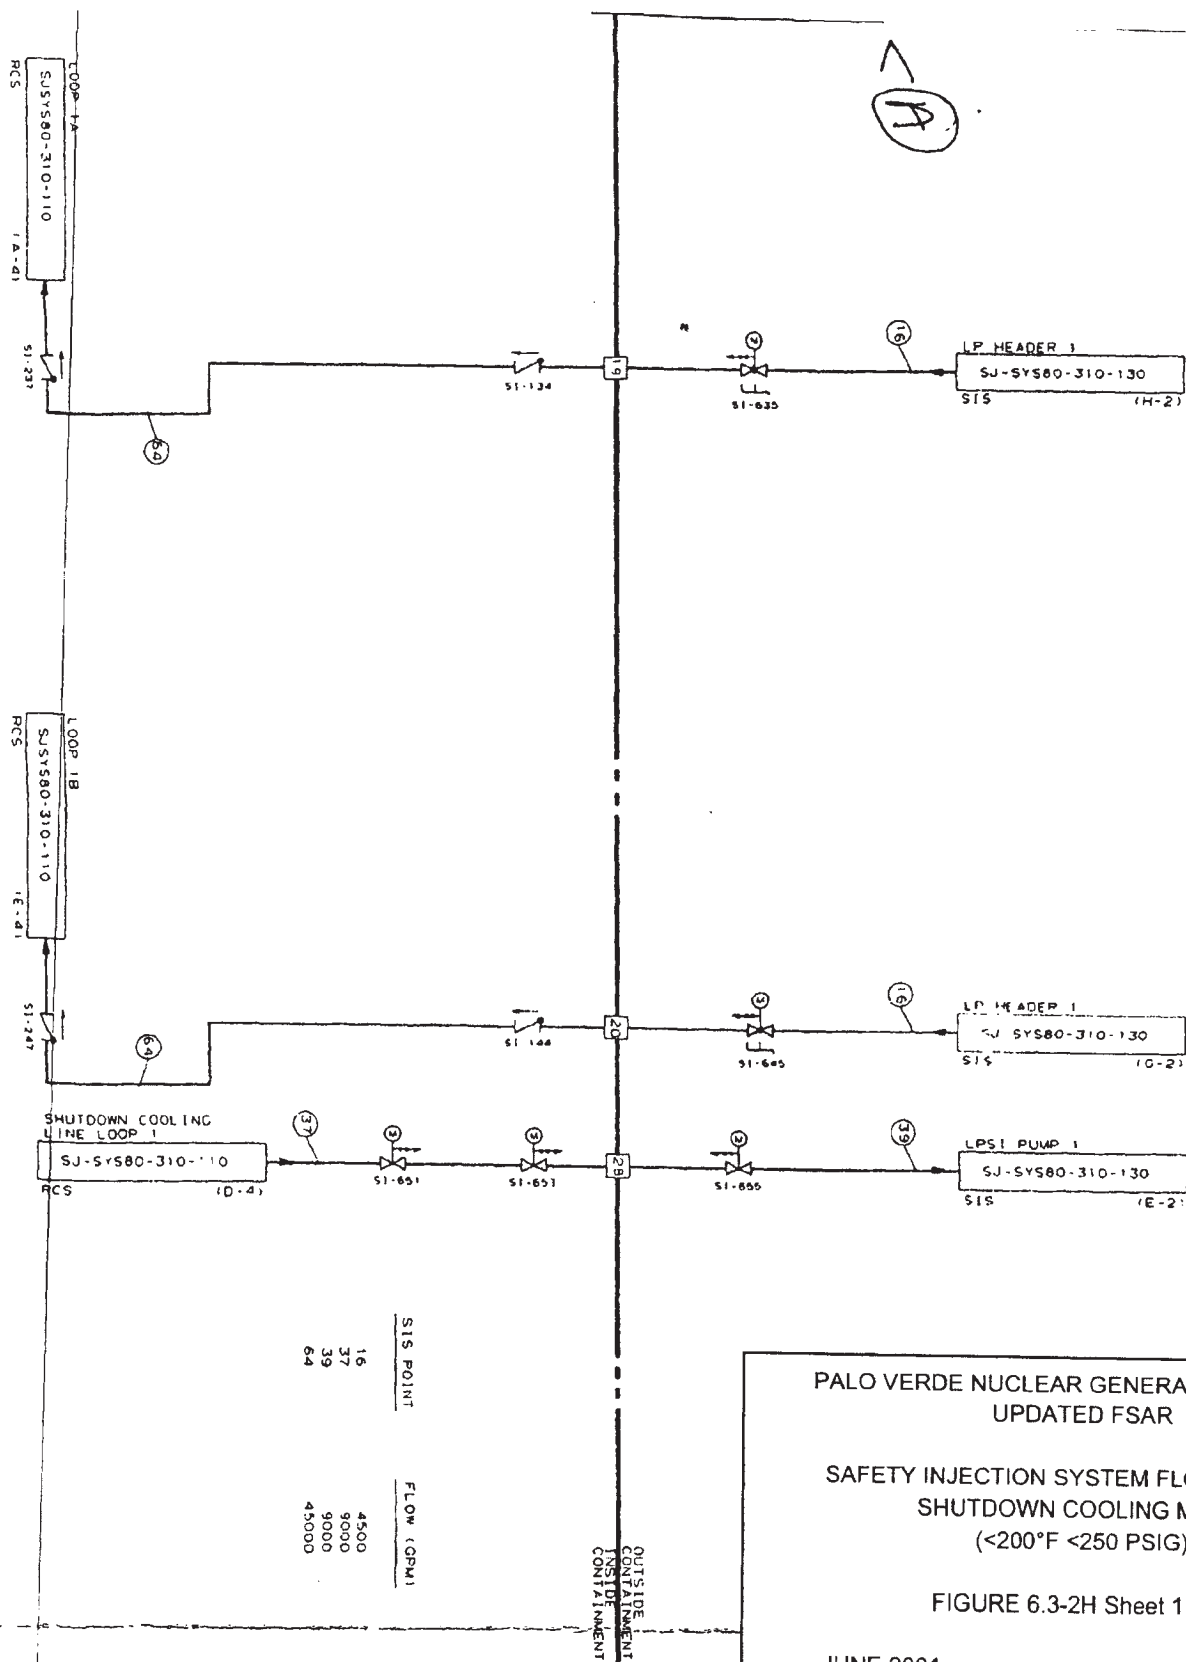 A
LOOP 1A
SJSYS80-310-110
RCS
(A-4)
SI-237
64
SI-134
19
2
SI-635
16
LP HEADER 1
SJ-SYS80-310-130
SIS
(H-2)
LOOP 1B
SJSYS80-310-110
RCS
(E-4)
SI-247
64
SI-144
20
SI-645
16
LP HEADER 1
SJ-SYS80-310-130
SIS
(G-2)
SHUTDOWN COOLING
LINE LOOP 1
SJ-SYS80-310-110
RCS
(D-4)
37
SI-651
SI-653
28
SI-655
39
LPSI PUMP 1
SJ-SYS80-310-130
SIS
(E-2)
SIS POINT
FLOW (GPM)
16 4500
37 9000
39 9000
64 45000
OUTSIDE
CONTAINMENT
INSIDE
CONTAINMENT
PALO VERDE NUCLEAR GENERA
UPDATED FSAR
SAFETY INJECTION SYSTEM FL
SHUTDOWN COOLING M
(<200°F <250 PSIG)
FIGURE 6.3-2H Sheet 1
JUNE